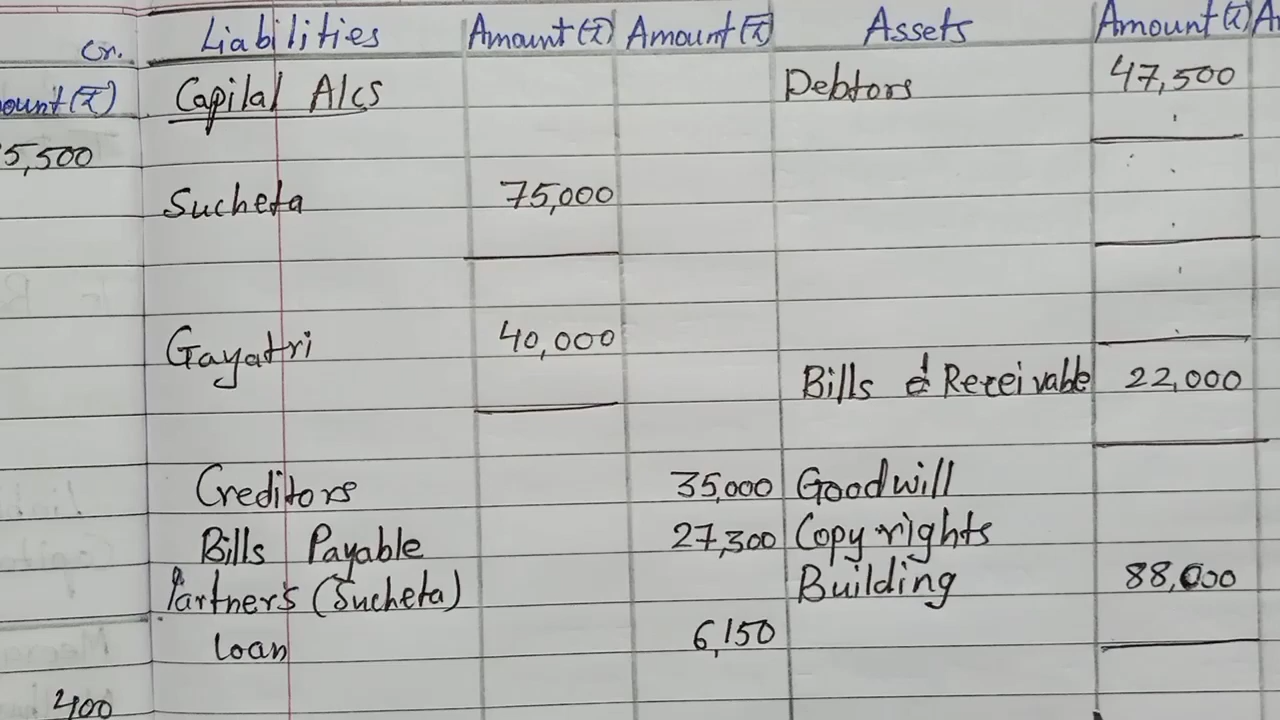 Cr. Liabilities Amount(₹) Amount(₹) Assets Amount(₹)
Capital A/cs Debtors 47,500
5,500
Sucheta 75,000
Gayatri 40,000
Bills Receivable 22,000
Creditors 35,000 Goodwill
Bills Payable 27,300 Copy rights
Partner's (Sucheta) Building 88,000
loan 6,150
400